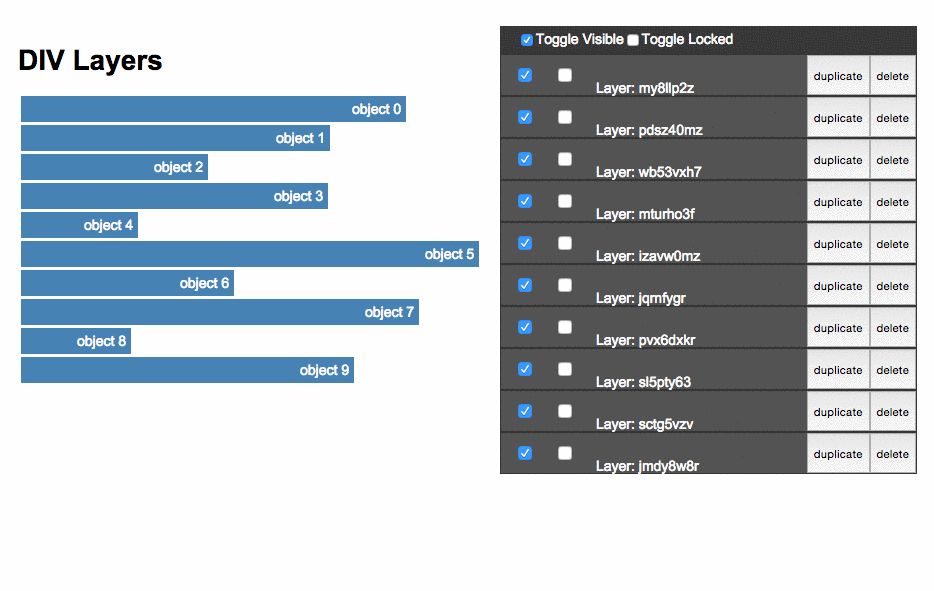 DIV Layers
object 0
object 1
object 2
object 3
object 4
object 5
object 6
object 7
object 8
object 9
Toggle Visible Toggle Locked
Layer: my8llp2z duplicate delete
Layer: pdsz40mz duplicate delete
Layer: wb53vxh7 duplicate delete
Layer: mturho3f duplicate delete
Layer: izavw0mz duplicate delete
Layer: jqrnfygr duplicate delete
Layer: pvx6dxkr duplicate delete
Layer: sl5pty63 duplicate delete
Layer: sctg5vzv duplicate delete
Layer: jmdy8w8r duplicate delete